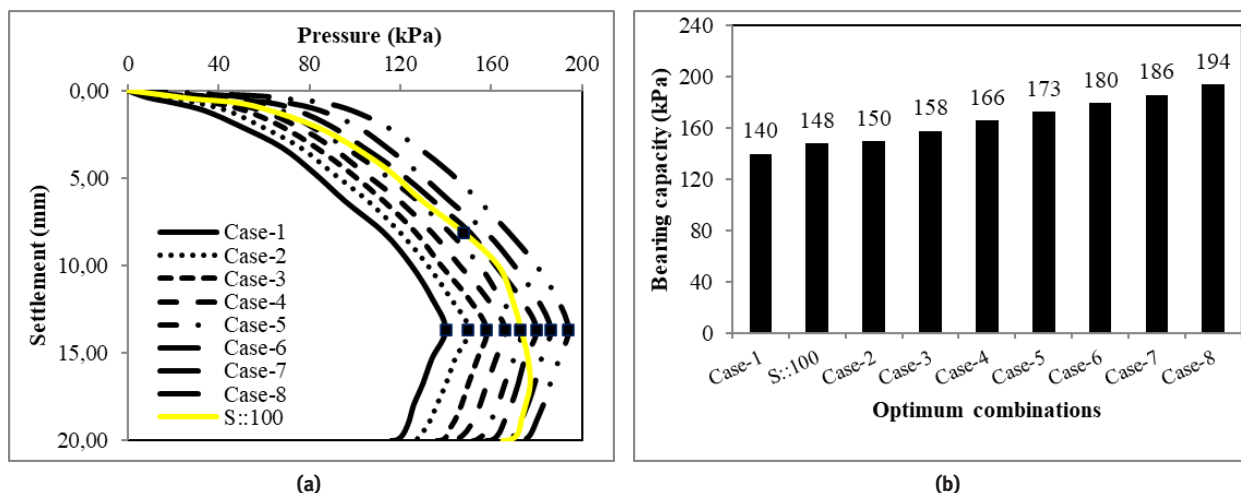 Pressure (kPa)
0 40 80 120 160 200
0,00
5,00
10,00
15,00
20,00
Settlement (mm)
Case-1
Case-2
Case-3
Case-4
Case-5
Case-6
Case-7
Case-8
S::100
(a)
240
200
160
120
80
40
0
Bearing capacity (kPa)
140 148 150 158 166 173 180 186 194
Case-1 S::100 Case-2 Case-3 Case-4 Case-5 Case-6 Case-7 Case-8
Optimum combinations
(b)